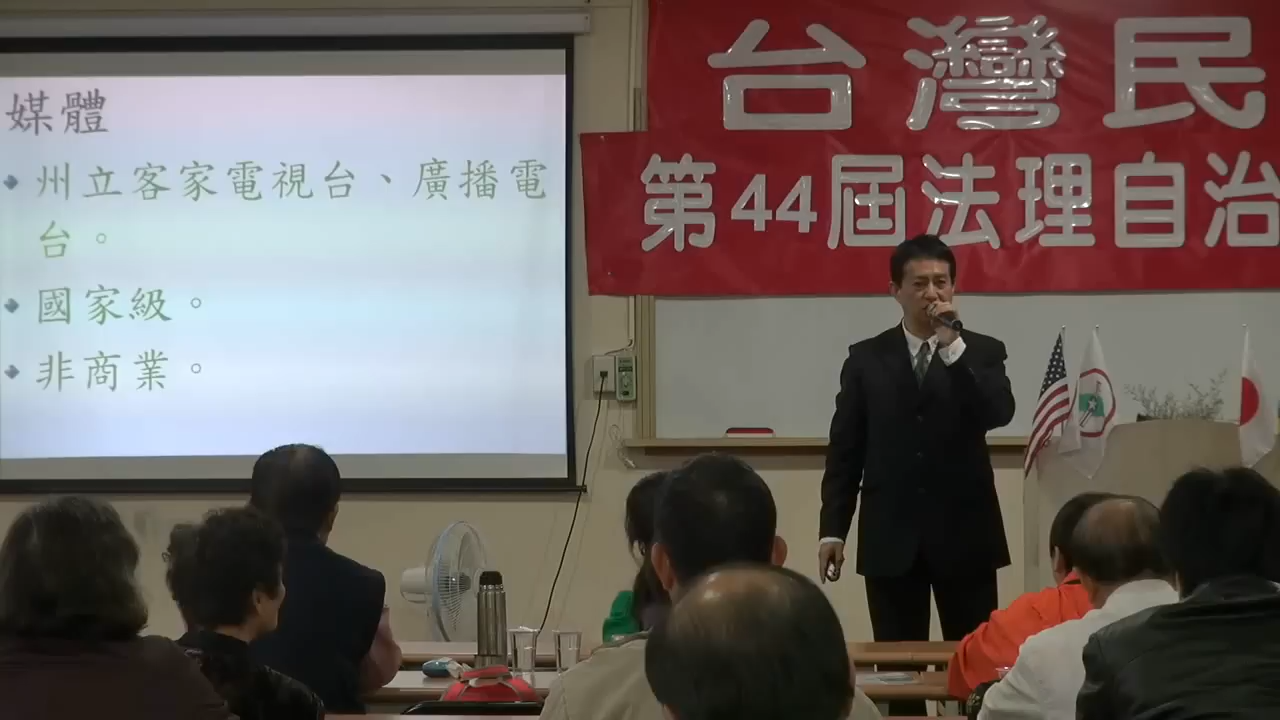 媒體
州立客家電視台、廣播電
台。
國家級。
非商業。
台灣民
第44屆法理自治